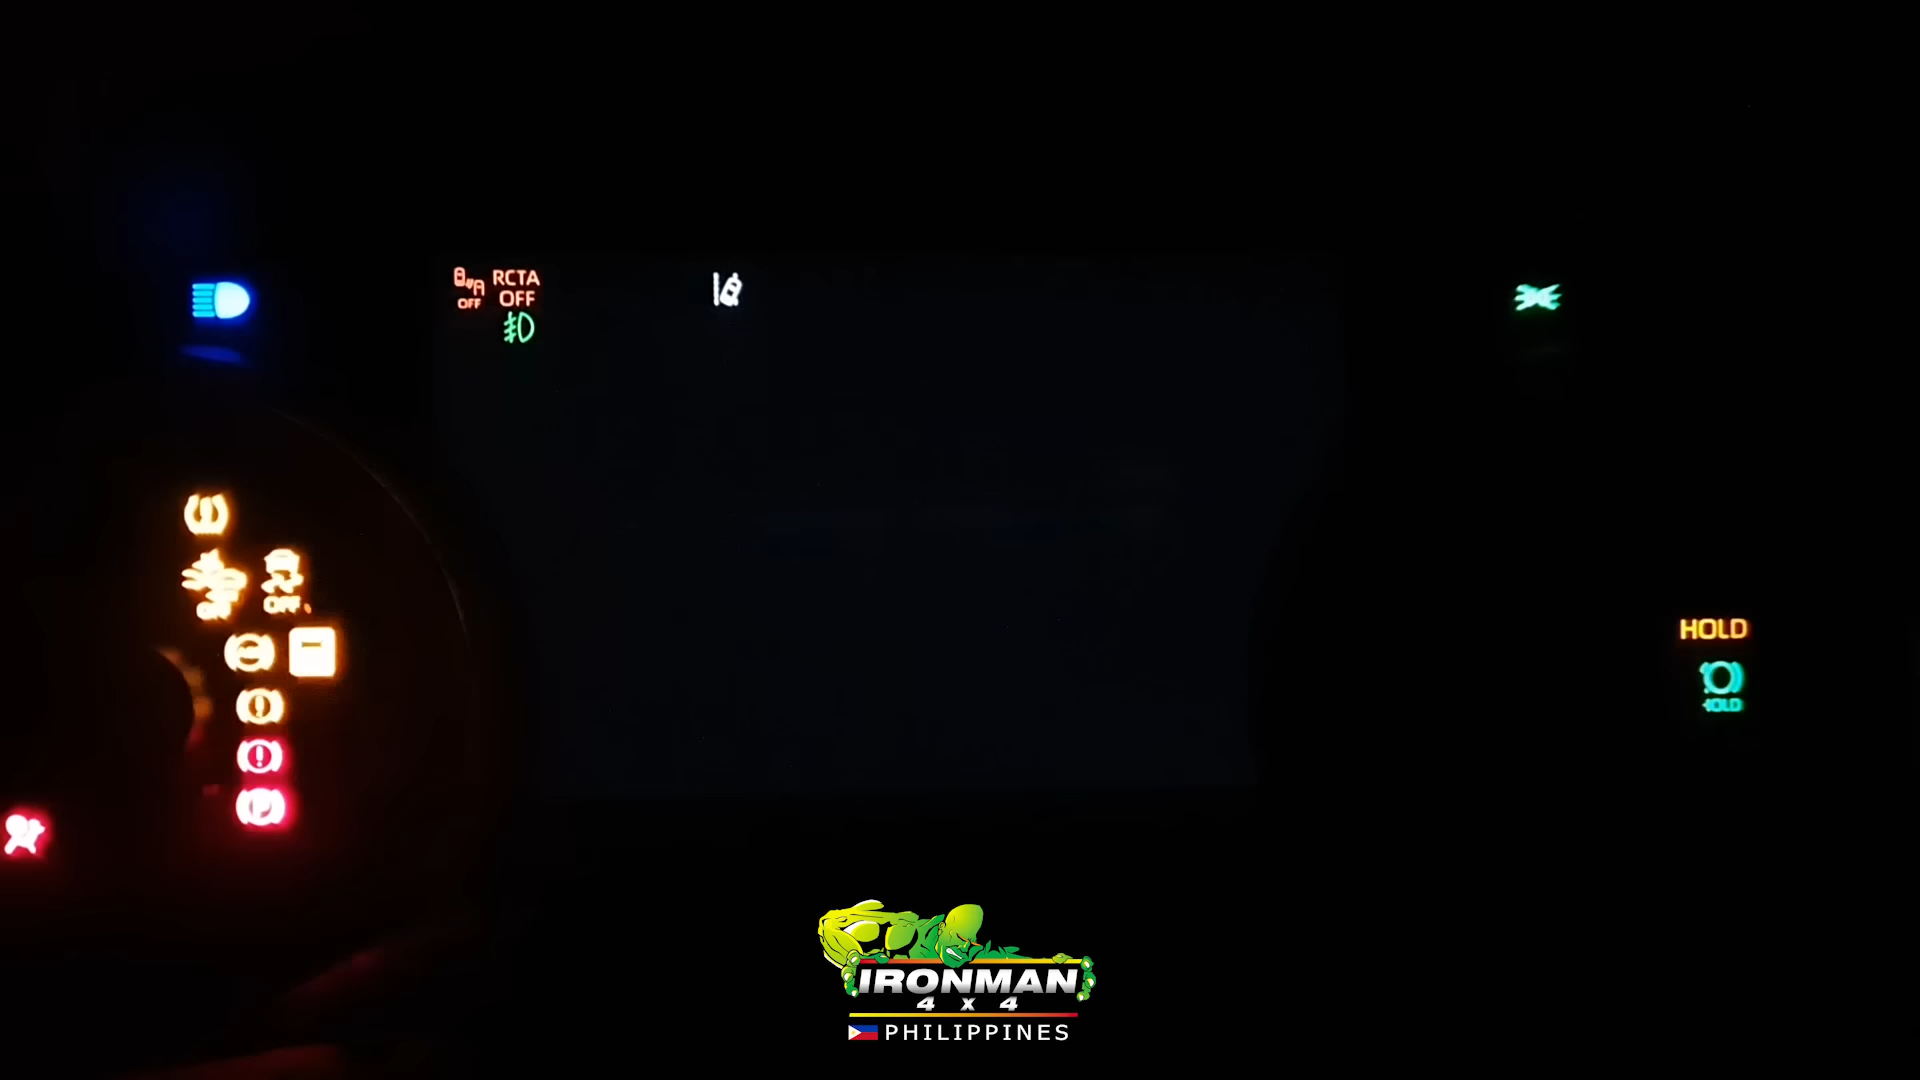 RCTA
OFF
OFF
OFF
HOLD
HOLD
P
IRONMAN
4 x 4
PHILIPPINES